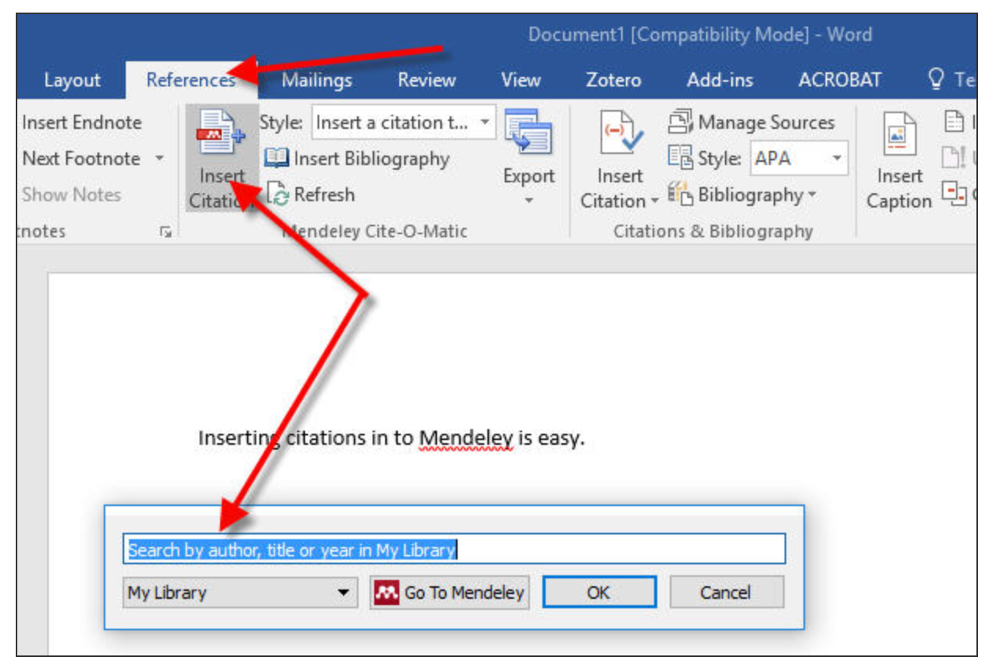 Document1 [Compatibility Mode] - Word
Layout References Mailings Review View Zotero Add-ins ACROBAT
Insert Endnote
Next Footnote
Show Notes
Insert
Citation
Style: Insert a citation t...
Insert Bibliography
Refresh
Export
Mendeley Cite-O-Matic
Insert
Citation
Manage Sources
Style: APA
Bibliography
Citations & Bibliography
Insert
Caption
Inserting citations in to Mendeley is easy.
Search by author, title or year in My Library
My Library Go To Mendeley OK Cancel